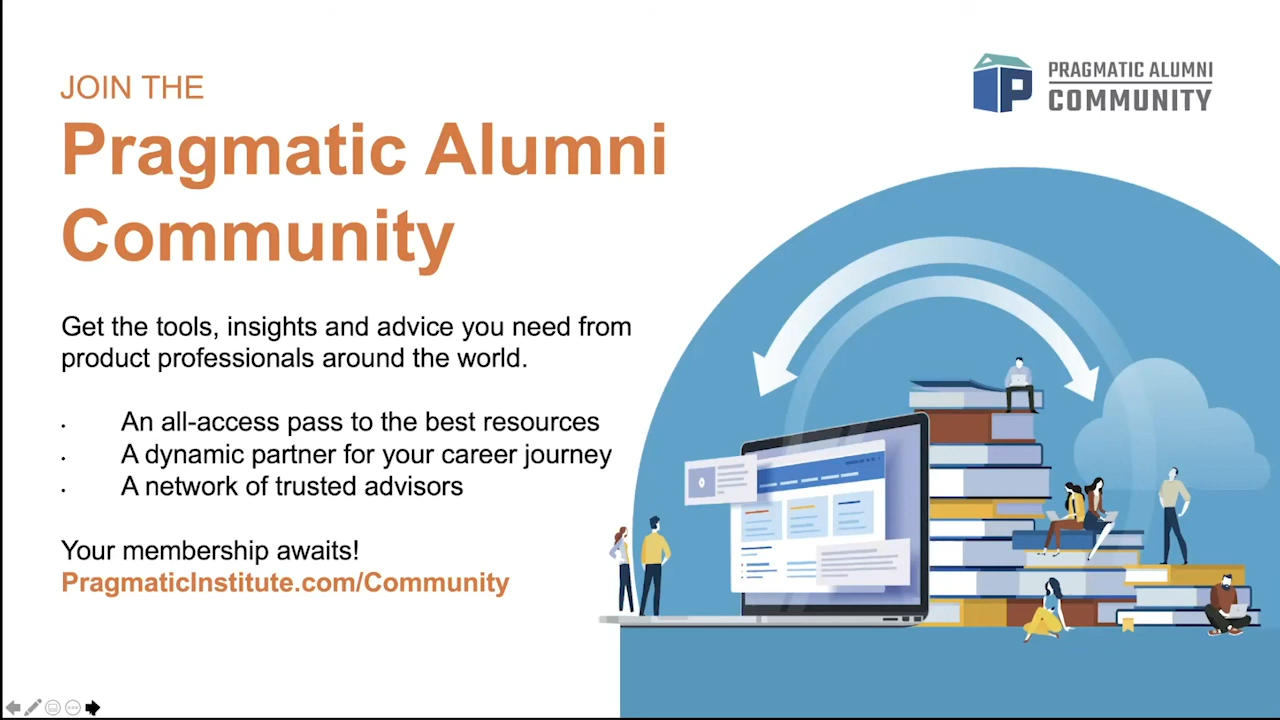 JOIN THE
Pragmatic Alumni
Community
PRAGMATIC ALUMNI
COMMUNITY
Get the tools, insights and advice you need from
product professionals around the world.
• An all-access pass to the best resources
• A dynamic partner for your career journey
• A network of trusted advisors
Your membership awaits!
PragmaticInstitute.com/Community